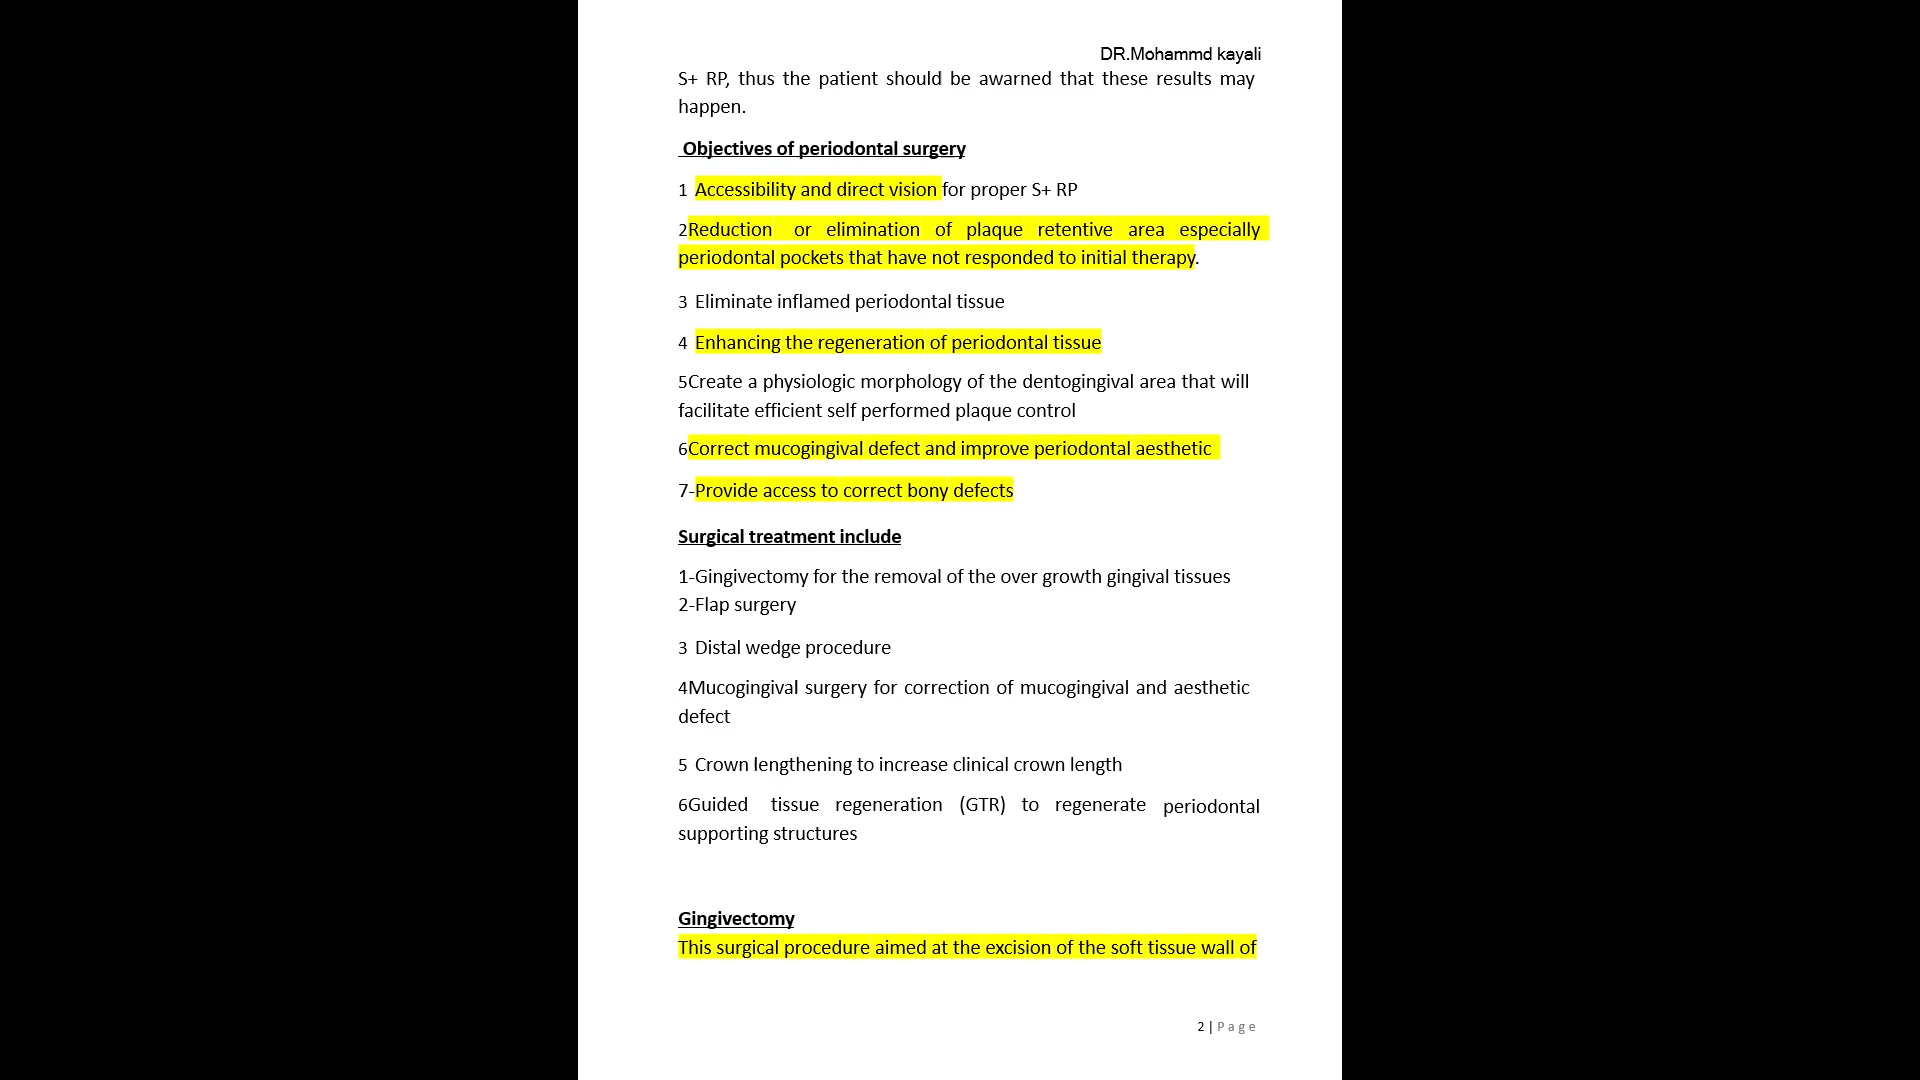 DR.Mohammd kayali
S+ RP, thus the patient should be awarned that these results may
happen.
Objectives of periodontal surgery
1 Accessibility and direct vision for proper S+ RP
2Reduction or elimination of plaque retentive area especially
periodontal pockets that have not responded to initial therapy.
3 Eliminate inflamed periodontal tissue
4 Enhancing the regeneration of periodontal tissue
5Create a physiologic morphology of the dentogingival area that will
facilitate efficient self performed plaque control
6Correct mucogingival defect and improve periodontal aesthetic
7-Provide access to correct bony defects
Surgical treatment include
1-Gingivectomy for the removal of the over growth gingival tissues
2-Flap surgery
3 Distal wedge procedure
4Mucogingival surgery for correction of mucogingival and aesthetic
defect
5 Crown lengthening to increase clinical crown length
6Guided tissue regeneration (GTR) to regenerate periodontal
supporting structures
Gingivectomy
This surgical procedure aimed at the excision of the soft tissue wall of
2 | Page